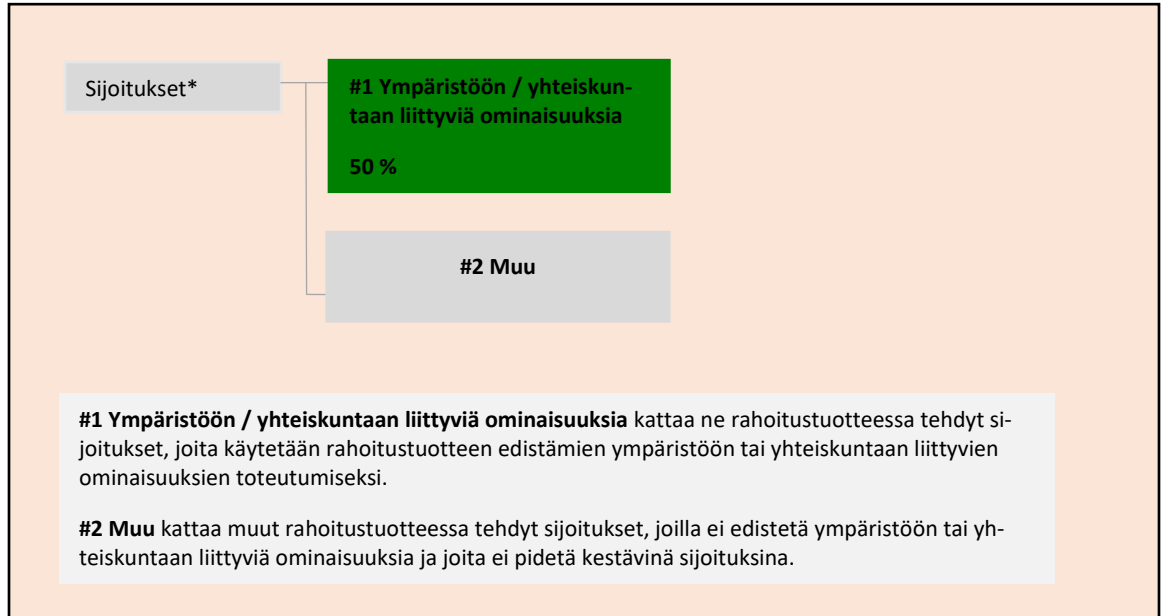 Sijoitukset*
#1 Ympäristöön / yhteiskun-
taan liittyviä ominaisuuksia
50 %
#2 Muu
#1 Ympäristöön / yhteiskuntaan liittyviä ominaisuuksia kattaa ne rahoitustuotteessa tehdyt si-
joitukset, joita käytetään rahoitustuotteen edistämien ympäristöön tai yhteiskuntaan liittyvien
ominaisuuksien toteutumiseksi.
#2 Muu kattaa muut rahoitustuotteessa tehdyt sijoitukset, joilla ei edistetä ympäristöön tai yh-
teiskuntaan liittyviä ominaisuuksia ja joita ei pidetä kestävinä sijoituksina.